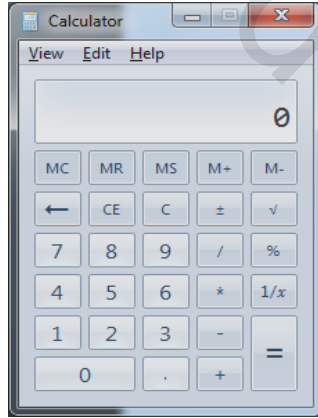 Calculator
View Edit Help
0
MC MR MS M+ M-
← CE C ± √
7 8 9 / %
4 5 6 * 1/x
1 2 3 -
=
0 . +